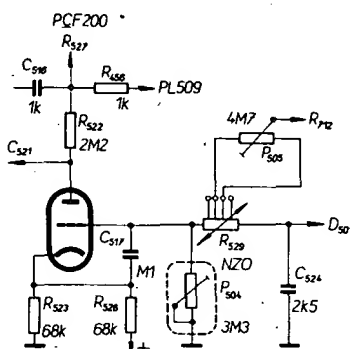 PCF200
R527
C516
1k
R456
1k
PL509
R522
2M2
C521
4M7
P505
R712
C517
M1
R529
D50
NZO
P504
3M3
C524
2k5
R523
68k
R526
68k
+